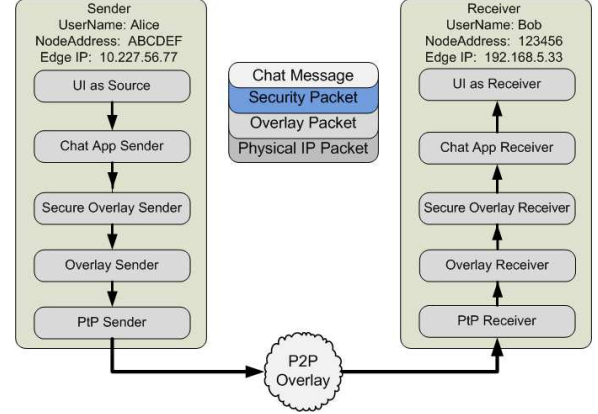 Sender
UserName: Alice
NodeAddress: ABCDEF
Edge IP: 10.227.56.77
UI as Source
Chat App Sender
Secure Overlay Sender
Overlay Sender
PtP Sender
Chat Message
Security Packet
Overlay Packet
Physical IP Packet
P2P
Overlay
Receiver
UserName: Bob
NodeAddress: 123456
Edge IP: 192.168.5.33
UI as Receiver
Chat App Receiver
Secure Overlay Receiver
Overlay Receiver
PtP Receiver